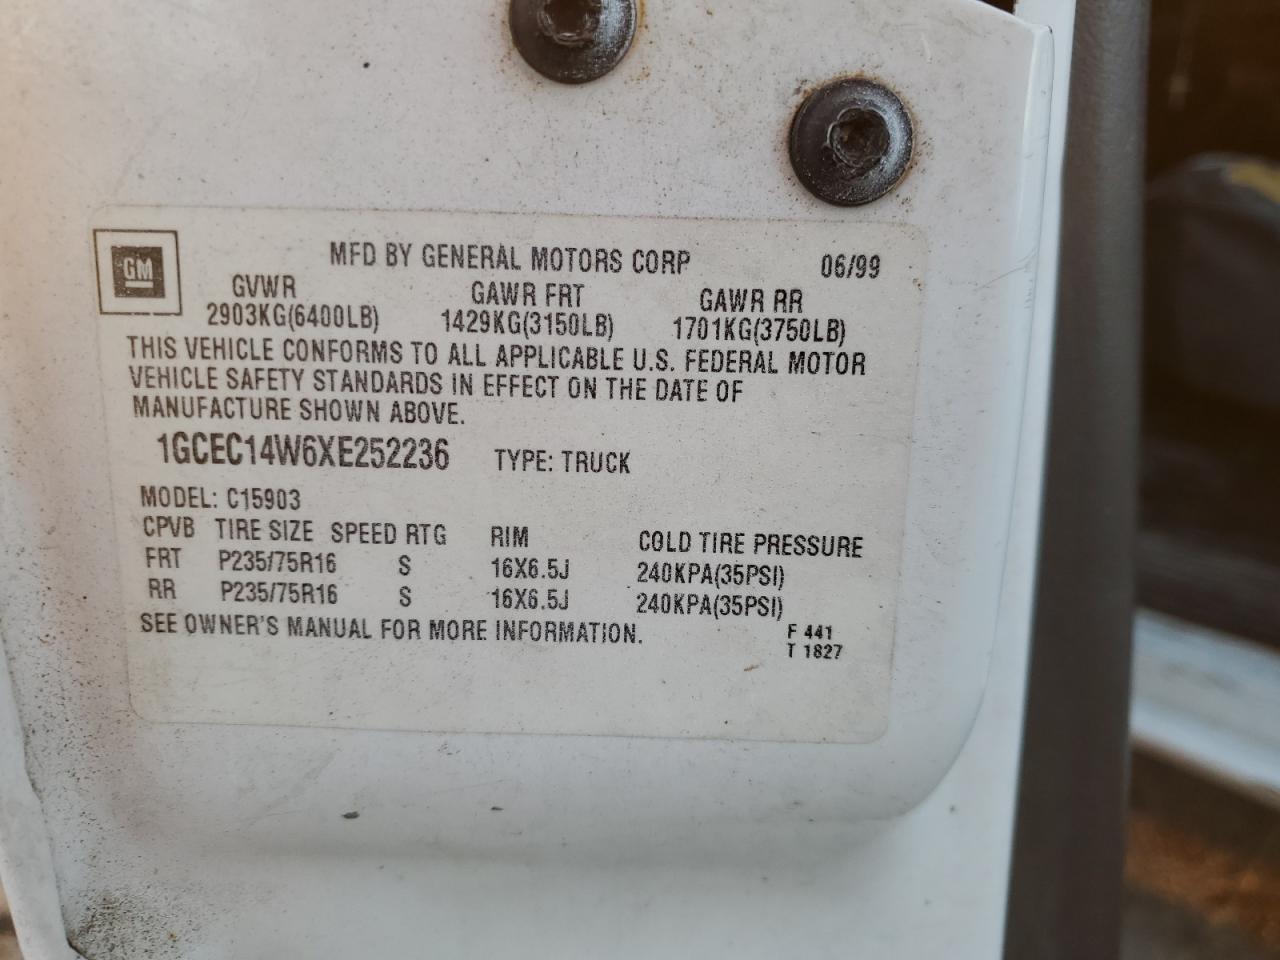 MFD BY GENERAL MOTORS CORP 06/99
GM
GVWR GAWR FRT GAWR RR
2903KG(6400LB) 1429KG(3150LB) 1701KG(3750LB)
THIS VEHICLE CONFORMS TO ALL APPLICABLE U.S. FEDERAL MOTOR
VEHICLE SAFETY STANDARDS IN EFFECT ON THE DATE OF
MANUFACTURE SHOWN ABOVE.
1GCEC14W6XE252236 TYPE: TRUCK
MODEL: C15903
CPVB TIRE SIZE SPEED RTG RIM COLD TIRE PRESSURE
FRT P235/75R16 S 16X6.5J 240KPA(35PSI)
RR P235/75R16 S 16X6.5J 240KPA(35PSI)
SEE OWNER'S MANUAL FOR MORE INFORMATION.
F 441
T 1827